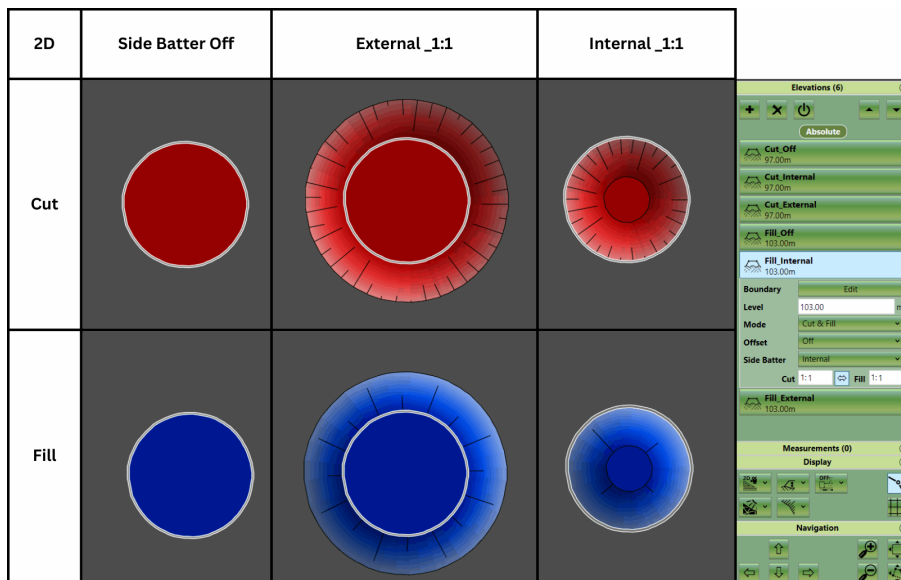 2D
Side Batter Off
External _1:1
Internal _1:1
Cut
Fill
Elevations (6)
Absolute
Cut_Off
97.00m
Cut_Internal
97.00m
Cut_External
97.00m
Fill_Off
103.00m
Fill_Internal
103.00m
Boundary Edit
Level 103.00 m
Mode Cut & Fill
Offset Off
Side Batter Internal
Cut 1:1 Fill 1:1
Fill_External
103.00m
Measurements (0)
Display
2D OFF
Navigation